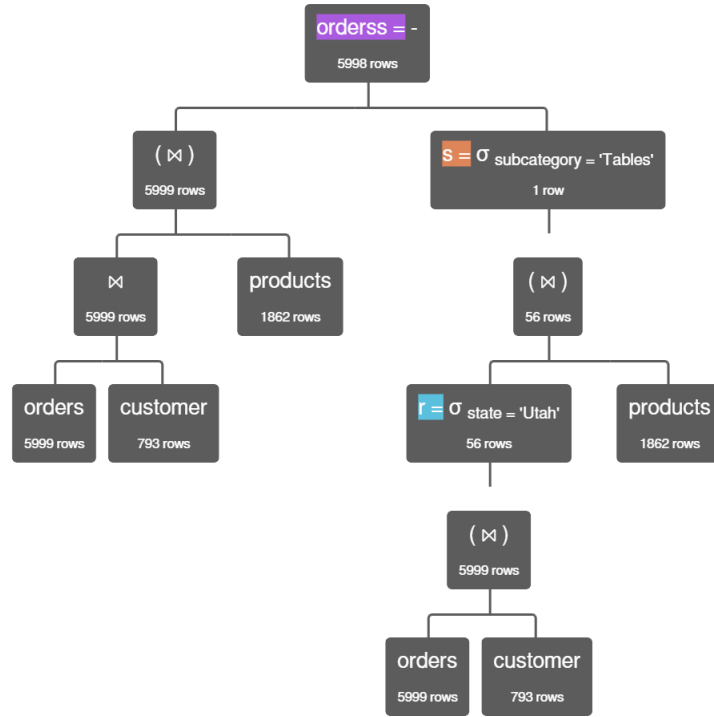 orderss = -
5998 rows
( ⋈ )
5999 rows
s = σ subcategory = 'Tables'
1 row
⋈
5999 rows
products
1862 rows
( ⋈ )
56 rows
orders
5999 rows
customer
793 rows
r = σ state = 'Utah'
56 rows
products
1862 rows
( ⋈ )
5999 rows
orders
5999 rows
customer
793 rows